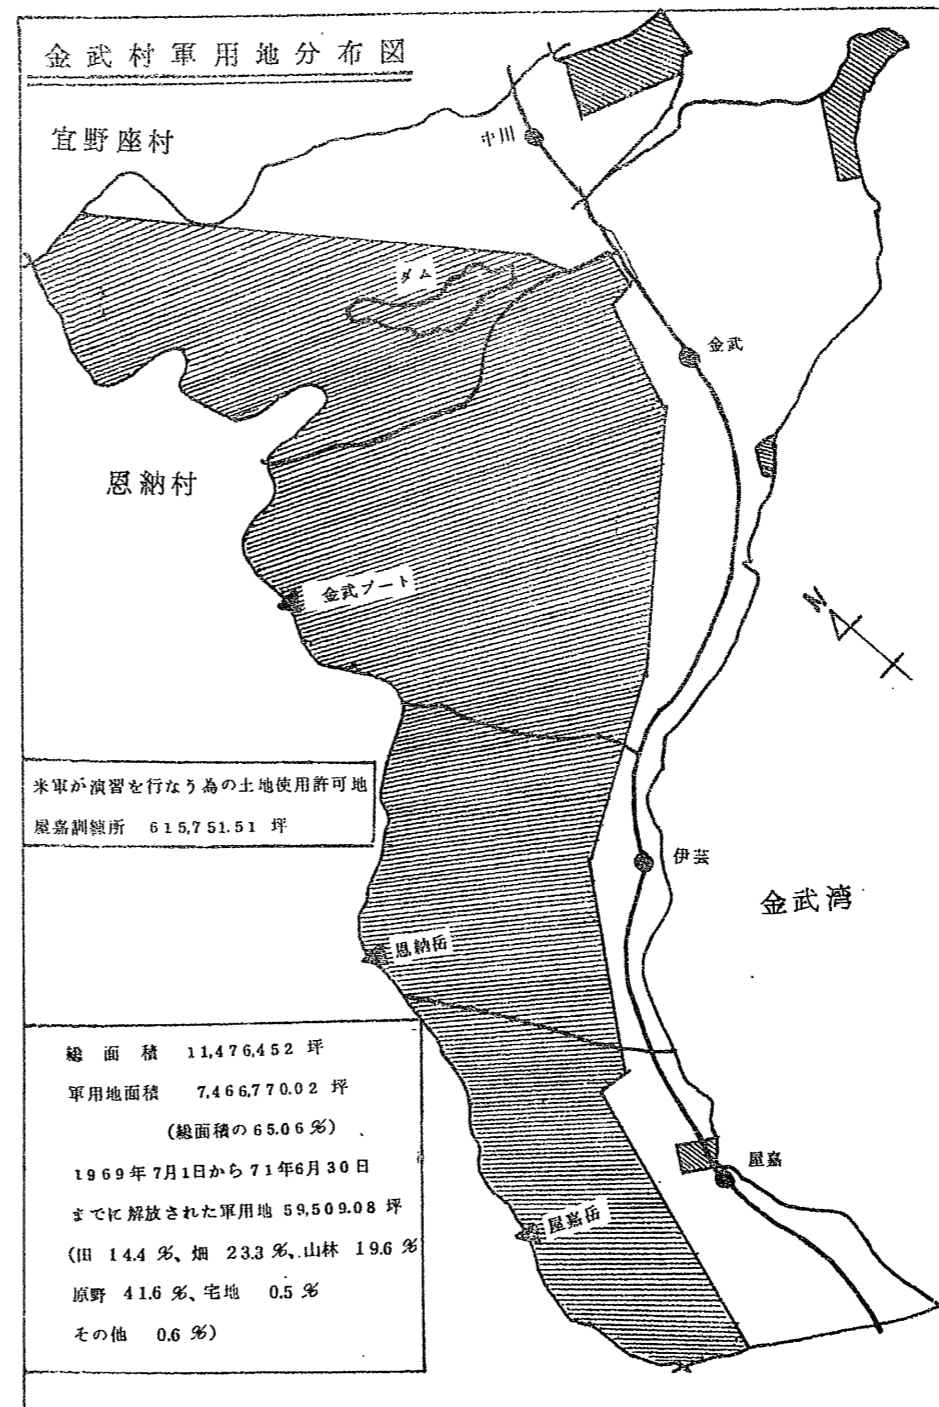 金武村軍用地分布図
宜野座村
中川
ダム
金武
恩納村
金武ブート
N
米軍が演習を行なう為の土地使用許可地
屋嘉訓練所 615,751.51 坪
伊芸
金武湾
恩納岳
総面積 11,476,452 坪
軍用地面積 7,466,770.02 坪
(総面積の65.06%)
1969年7月1日から71年6月30日
までに解放された軍用地 59,509.08 坪
(田 14.4 %、畑 23.3 %、山林 19.6 %
原野 41.6 %、宅地 0.5 %
その他 0.6 %)
屋嘉
屋嘉岳